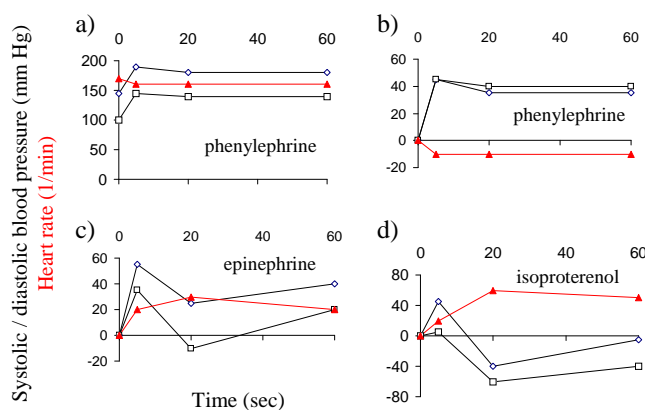 Systolic / diastolic blood pressure (mm Hg)
Heart rate (1/min)
a)
0 20 40 60
200
150
100
50
0
phenylephrine
b)
0 20 40 60
60
40
20
0
-20
phenylephrine
c)
0 20 40 60
60
40
20
0
-20
epinephrine
d)
0 20 40 60
80
40
0
-40
-80
isoproterenol
Time (sec)